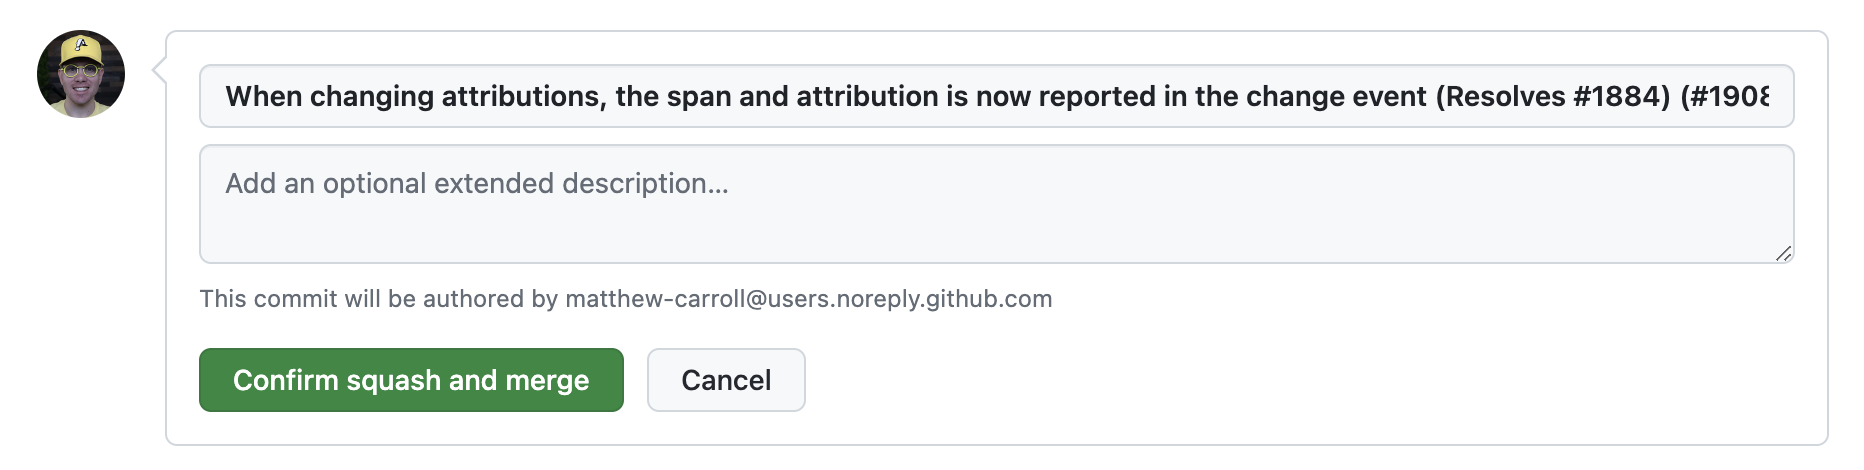 When changing attributions, the span and attribution is now reported in the change event (Resolves #1884) (#1908
Add an optional extended description...
This commit will be authored by matthew-carroll@users.noreply.github.com
Confirm squash and merge
Cancel